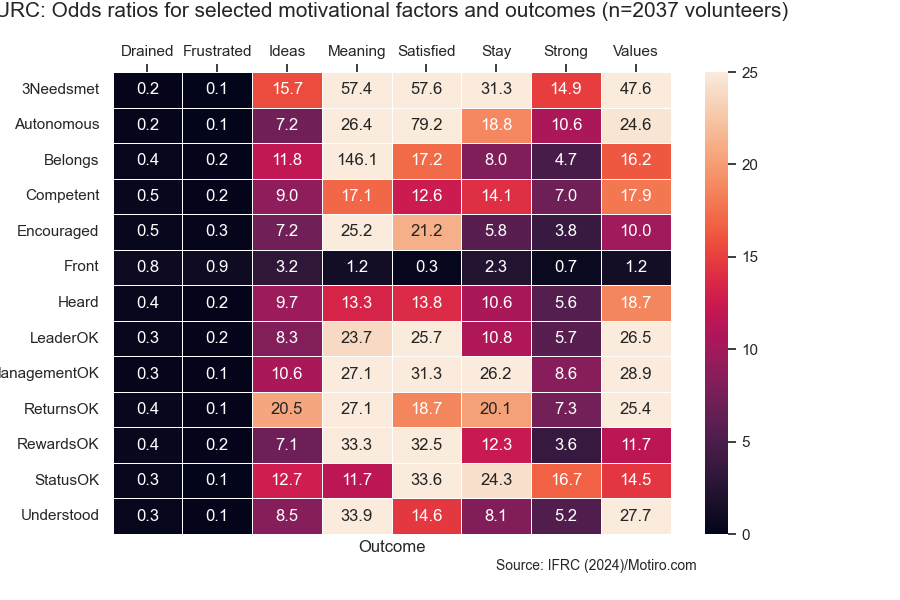 URC: Odds ratios for selected motivational factors and outcomes (n=2037 volunteers)
Drained Frustrated Ideas Meaning Satisfied Stay Strong Values
3Needsmet 0.2 0.1 15.7 57.4 57.6 31.3 14.9 47.6
Autonomous 0.2 0.1 7.2 26.4 79.2 18.8 10.6 24.6
Belongs 0.4 0.2 11.8 146.1 17.2 8.0 4.7 16.2
Competent 0.5 0.2 9.0 17.1 12.6 14.1 7.0 17.9
Encouraged 0.5 0.3 7.2 25.2 21.2 5.8 3.8 10.0
Front 0.8 0.9 3.2 1.2 0.3 2.3 0.7 1.2
Heard 0.4 0.2 9.7 13.3 13.8 10.6 5.6 18.7
LeaderOK 0.3 0.2 8.3 23.7 25.7 10.8 5.7 26.5
anagementOK 0.3 0.1 10.6 27.1 31.3 26.2 8.6 28.9
ReturnsOK 0.4 0.1 20.5 27.1 18.7 20.1 7.3 25.4
RewardsOK 0.4 0.2 7.1 33.3 32.5 12.3 3.6 11.7
StatusOK 0.3 0.1 12.7 11.7 33.6 24.3 16.7 14.5
Understood 0.3 0.1 8.5 33.9 14.6 8.1 5.2 27.7
Outcome
25
20
15
10
5
0
Source: IFRC (2024)/Motiro.com